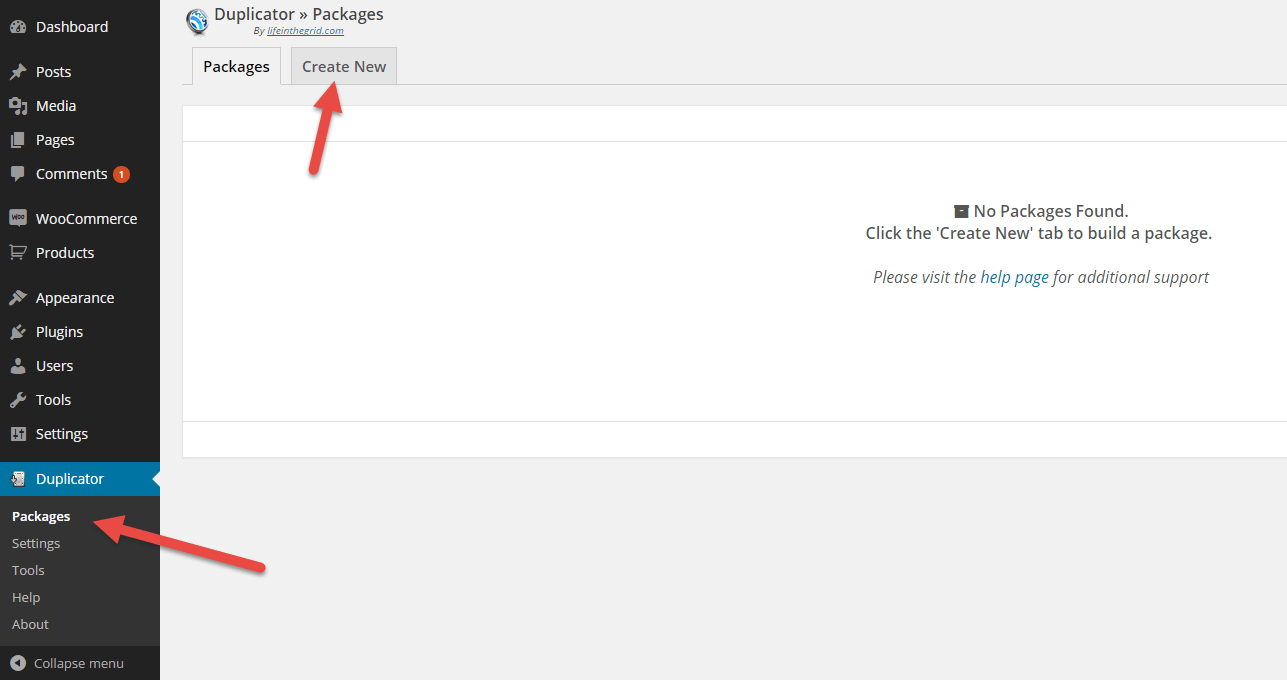 Dashboard
Posts
Media
Pages
Comments 1
WOO WooCommerce
Products
Appearance
Plugins
Users
Tools
Settings
Duplicator
Packages
Settings
Tools
Help
About
Collapse menu
Duplicator » Packages
By lifeinthegrid.com
Packages Create New
No Packages Found.
Click the 'Create New' tab to build a package.
Please visit the help page for additional support